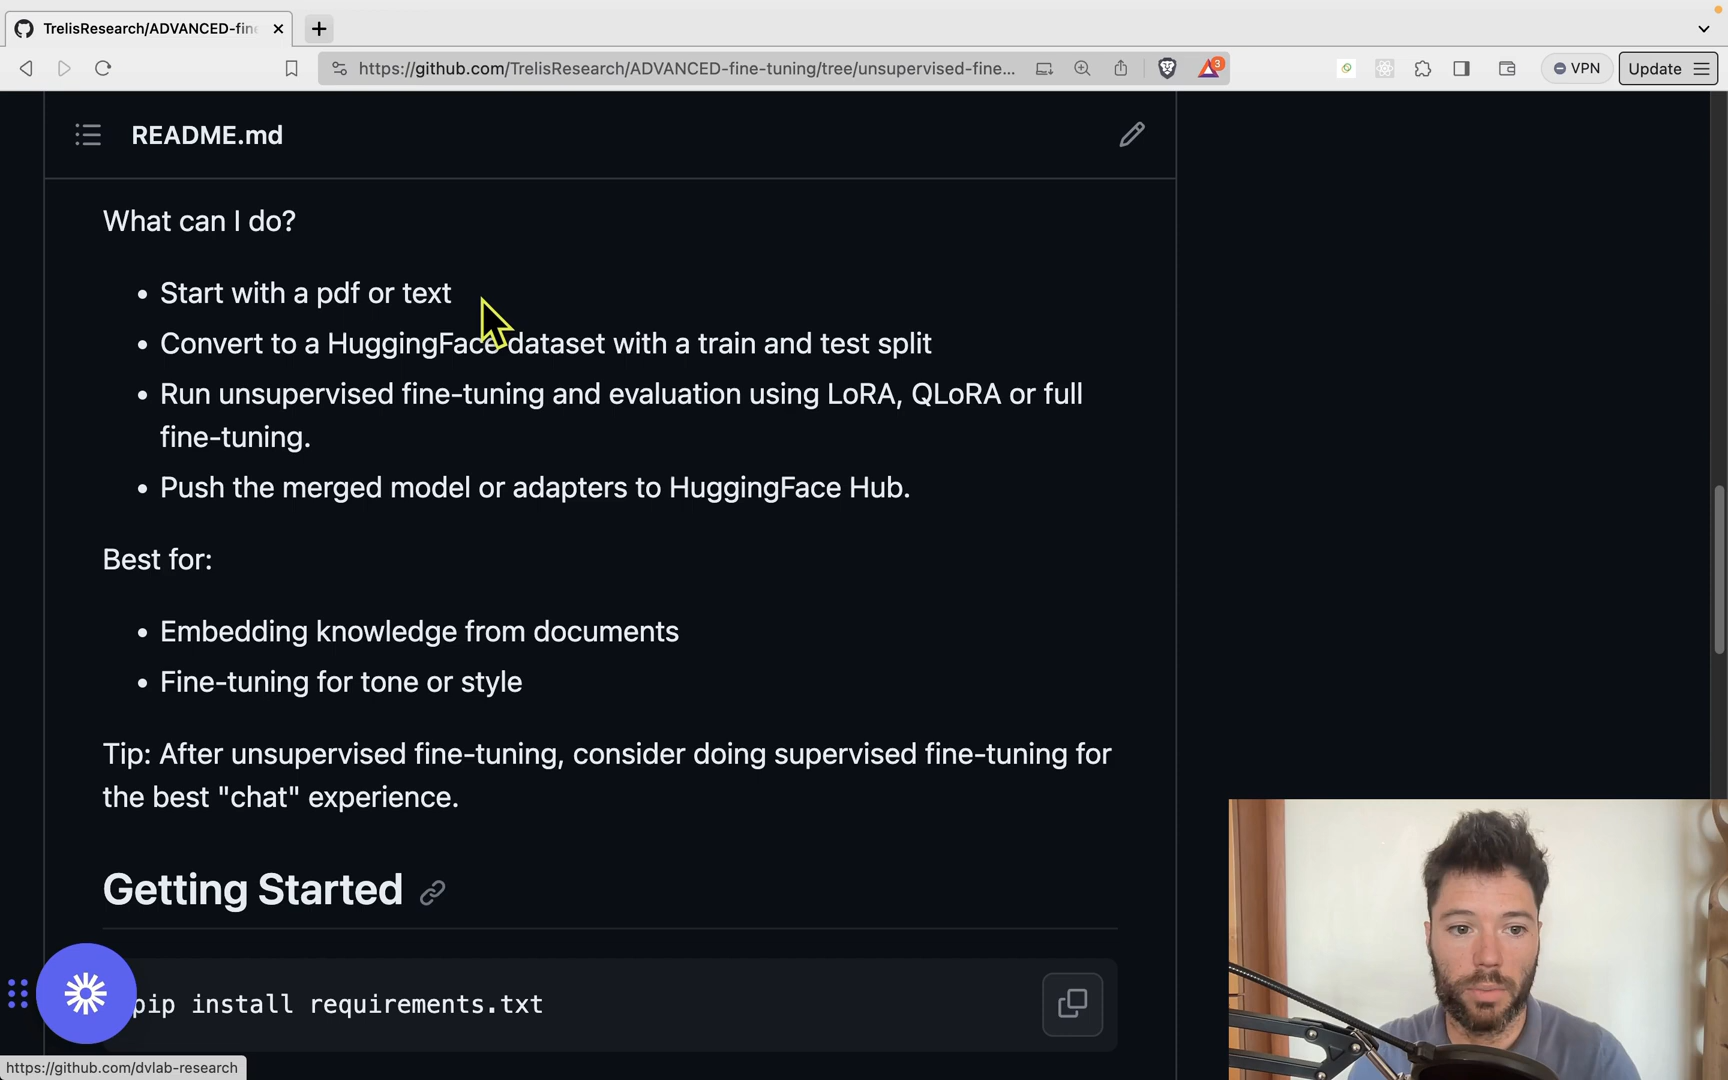 TrelisResearch/ADVANCED-fin
https://github.com/TrelisResearch/ADVANCED-fine-tuning/tree/unsupervised-fine...
3
VPN
Update
README.md
What can I do?
• Start with a pdf or text
• Convert to a HuggingFace dataset with a train and test split
• Run unsupervised fine-tuning and evaluation using LoRA, QLoRA or full
fine-tuning.
• Push the merged model or adapters to HuggingFace Hub.
Best for:
• Embedding knowledge from documents
• Fine-tuning for tone or style
Tip: After unsupervised fine-tuning, consider doing supervised fine-tuning for
the best "chat" experience.
Getting Started
pip install requirements.txt
https://github.com/dvlab-research